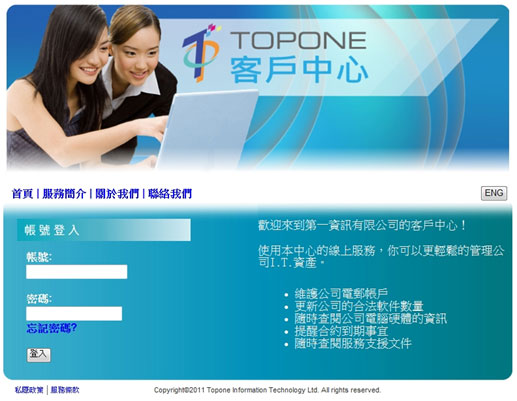 TOPONE
客戶中心
首頁 | 服務簡介 | 關於我們 | 聯絡我們
ENG
帳號登入
帳號:
密碼:
忘記密碼?
登入
歡迎來到第一資訊有限公司的客戶中心！
使用本中心的線上服務，你可以更輕鬆的管理公
司I.T.資產。
• 維護公司電郵帳戶
• 更新公司的合法軟件數量
• 隨時查閱公司電腦硬體的資訊
• 提醒合約到期事宜
• 隨時查閱服務支援文件
私隱政策 | 服務條款
Copyright©2011 Topone Information Technology Ltd. All rights reserved.